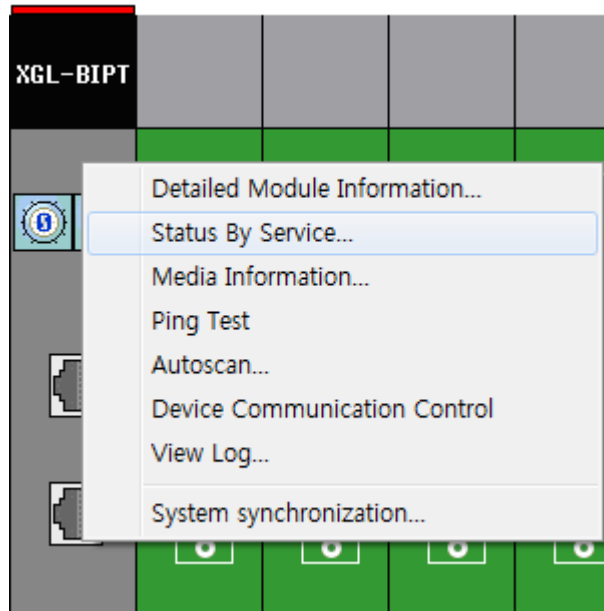 XGL-BIPT
0
Detailed Module Information...
Status By Service...
Media Information...
Ping Test
Autoscan...
Device Communication Control
View Log...
System synchronization...